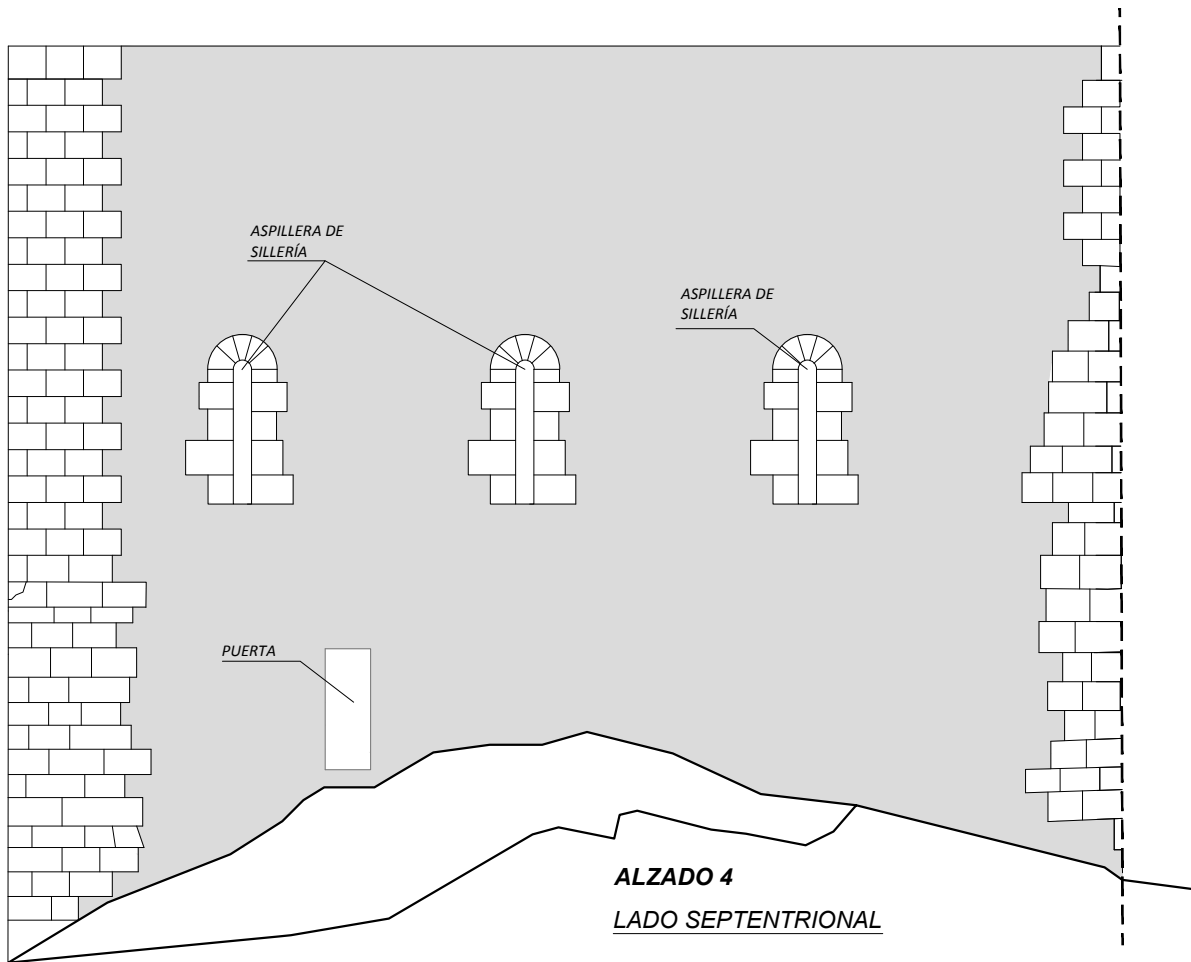 ASPILLERA DE
SILLERÍA
ASPILLERA DE
SILLERÍA
PUERTA
ALZADO 4
LADO SEPTENTRIONAL